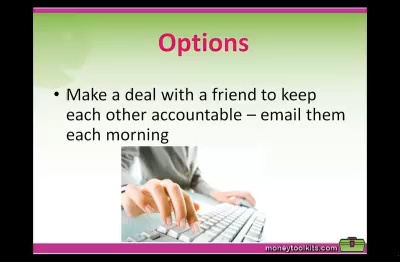 Options
• Make a deal with a friend to keep
each other accountable – email them
each morning
moneytoolkits.com